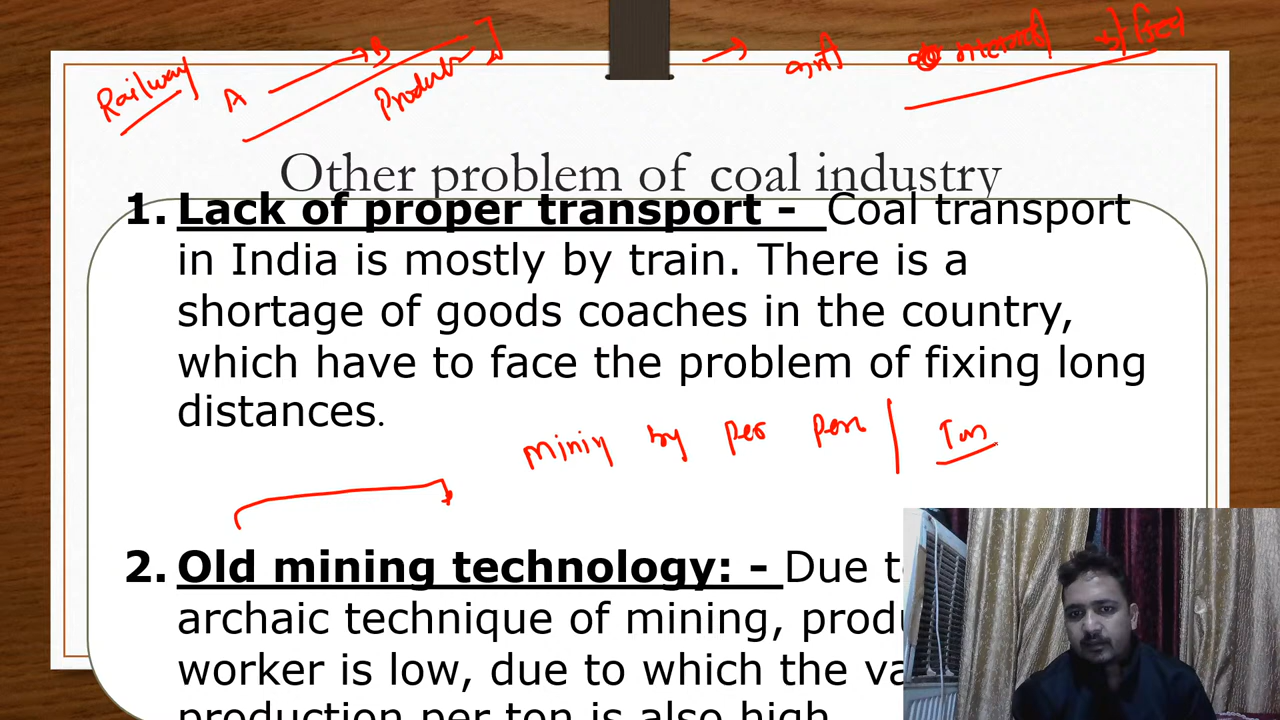 Railway
A
B
Product
Other problem of coal industry
1. Lack of proper transport - Coal transport
in India is mostly by train. There is a
shortage of goods coaches in the country,
which have to face the problem of fixing long
distances.
mining by per
Ton
2. Old mining technology: - Due to
archaic technique of mining, produ
worker is low, due to which the va
production per ton is also high